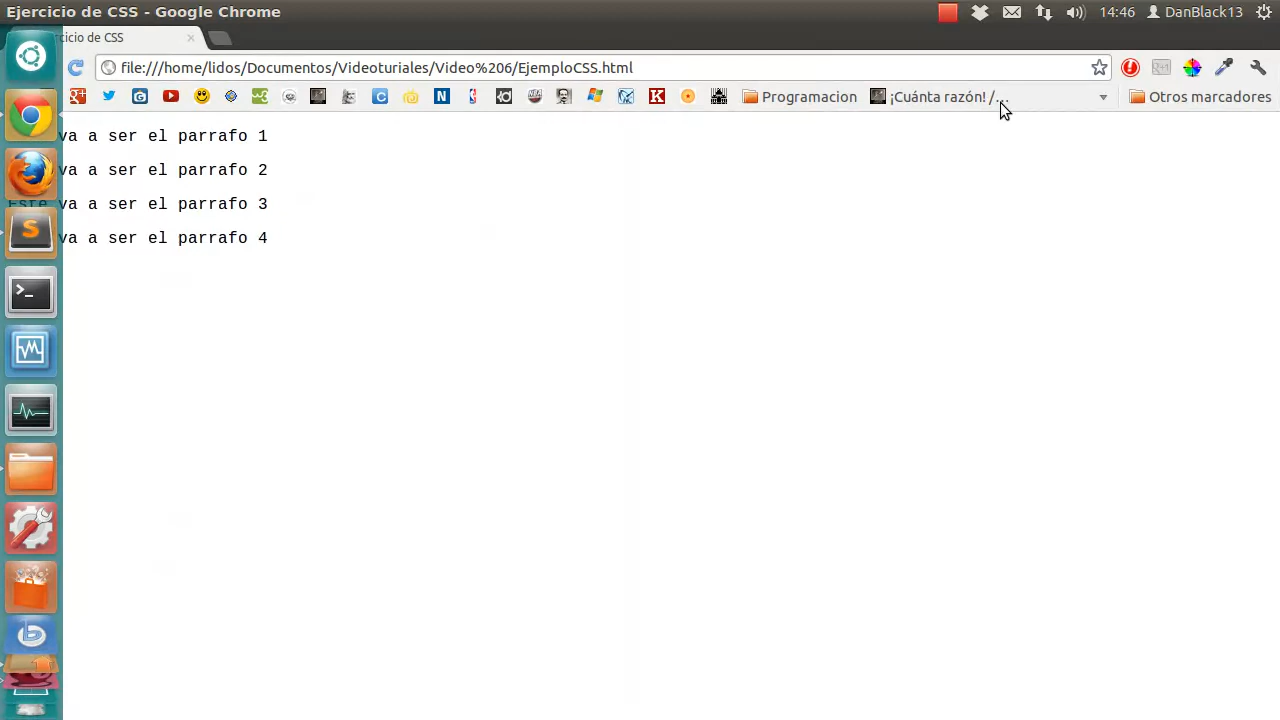 Ejercicio de CSS - Google Chrome
14:46 DanBlack13
rcicio de CSS
file:///home/lidos/Documentos/Videoturiales/Video%206/EjemploCSS.html
Programacion ¡Cuánta razón! /... Otros marcadores
va a ser el parrafo 1
va a ser el parrafo 2
Este va a ser el parrafo 3
va a ser el parrafo 4